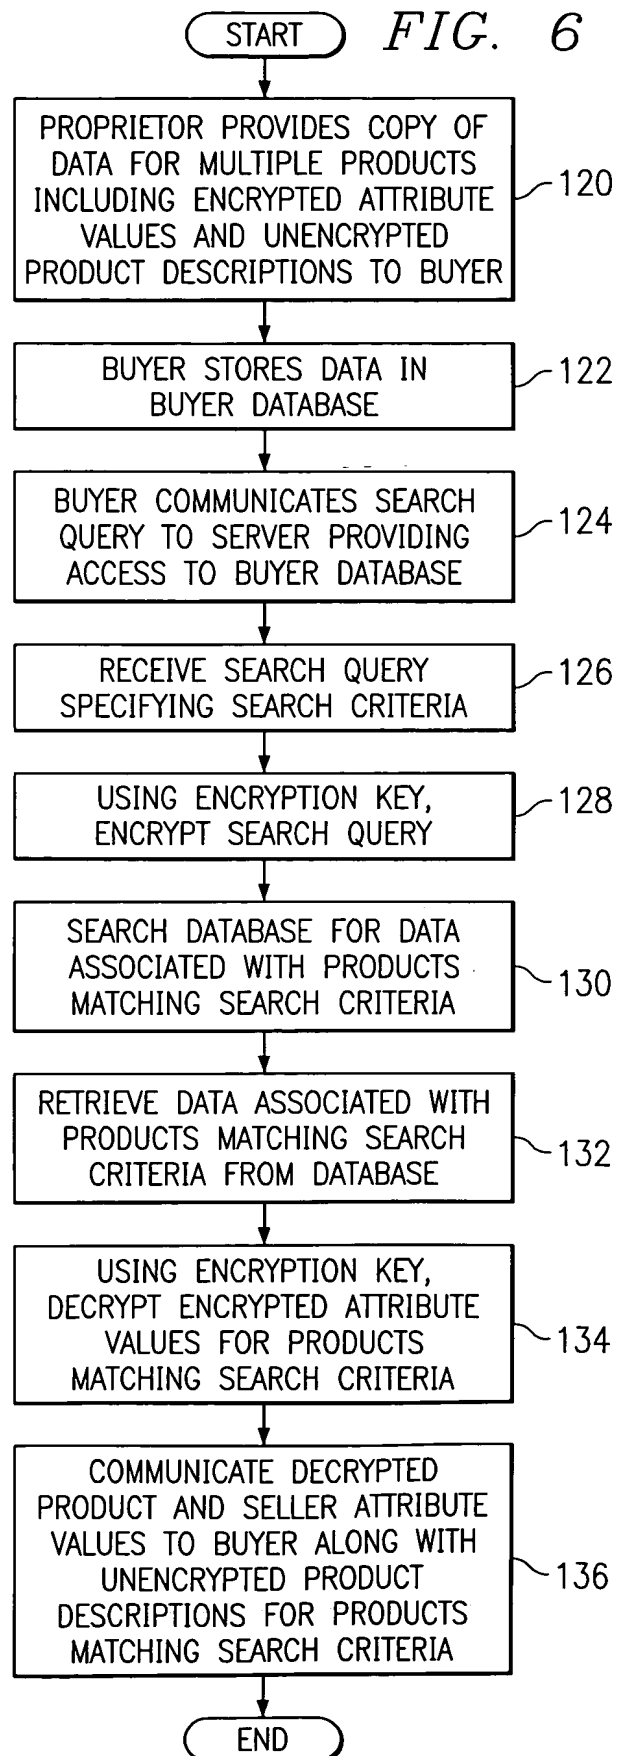 START
FIG. 6
PROPRIETOR PROVIDES COPY OF
DATA FOR MULTIPLE PRODUCTS
INCLUDING ENCRYPTED ATTRIBUTE
VALUES AND UNENCRYPTED
PRODUCT DESCRIPTIONS TO BUYER
120
BUYER STORES DATA IN
BUYER DATABASE
122
BUYER COMMUNICATES SEARCH
QUERY TO SERVER PROVIDING
ACCESS TO BUYER DATABASE
124
RECEIVE SEARCH QUERY
SPECIFYING SEARCH CRITERIA
126
USING ENCRYPTION KEY,
ENCRYPT SEARCH QUERY
128
SEARCH DATABASE FOR DATA
ASSOCIATED WITH PRODUCTS
MATCHING SEARCH CRITERIA
130
RETRIEVE DATA ASSOCIATED WITH
PRODUCTS MATCHING SEARCH
CRITERIA FROM DATABASE
132
USING ENCRYPTION KEY,
DECRYPT ENCRYPTED ATTRIBUTE
VALUES FOR PRODUCTS
MATCHING SEARCH CRITERIA
134
COMMUNICATE DECRYPTED
PRODUCT AND SELLER ATTRIBUTE
VALUES TO BUYER ALONG WITH
UNENCRYPTED PRODUCT
DESCRIPTIONS FOR PRODUCTS
MATCHING SEARCH CRITERIA
136
END